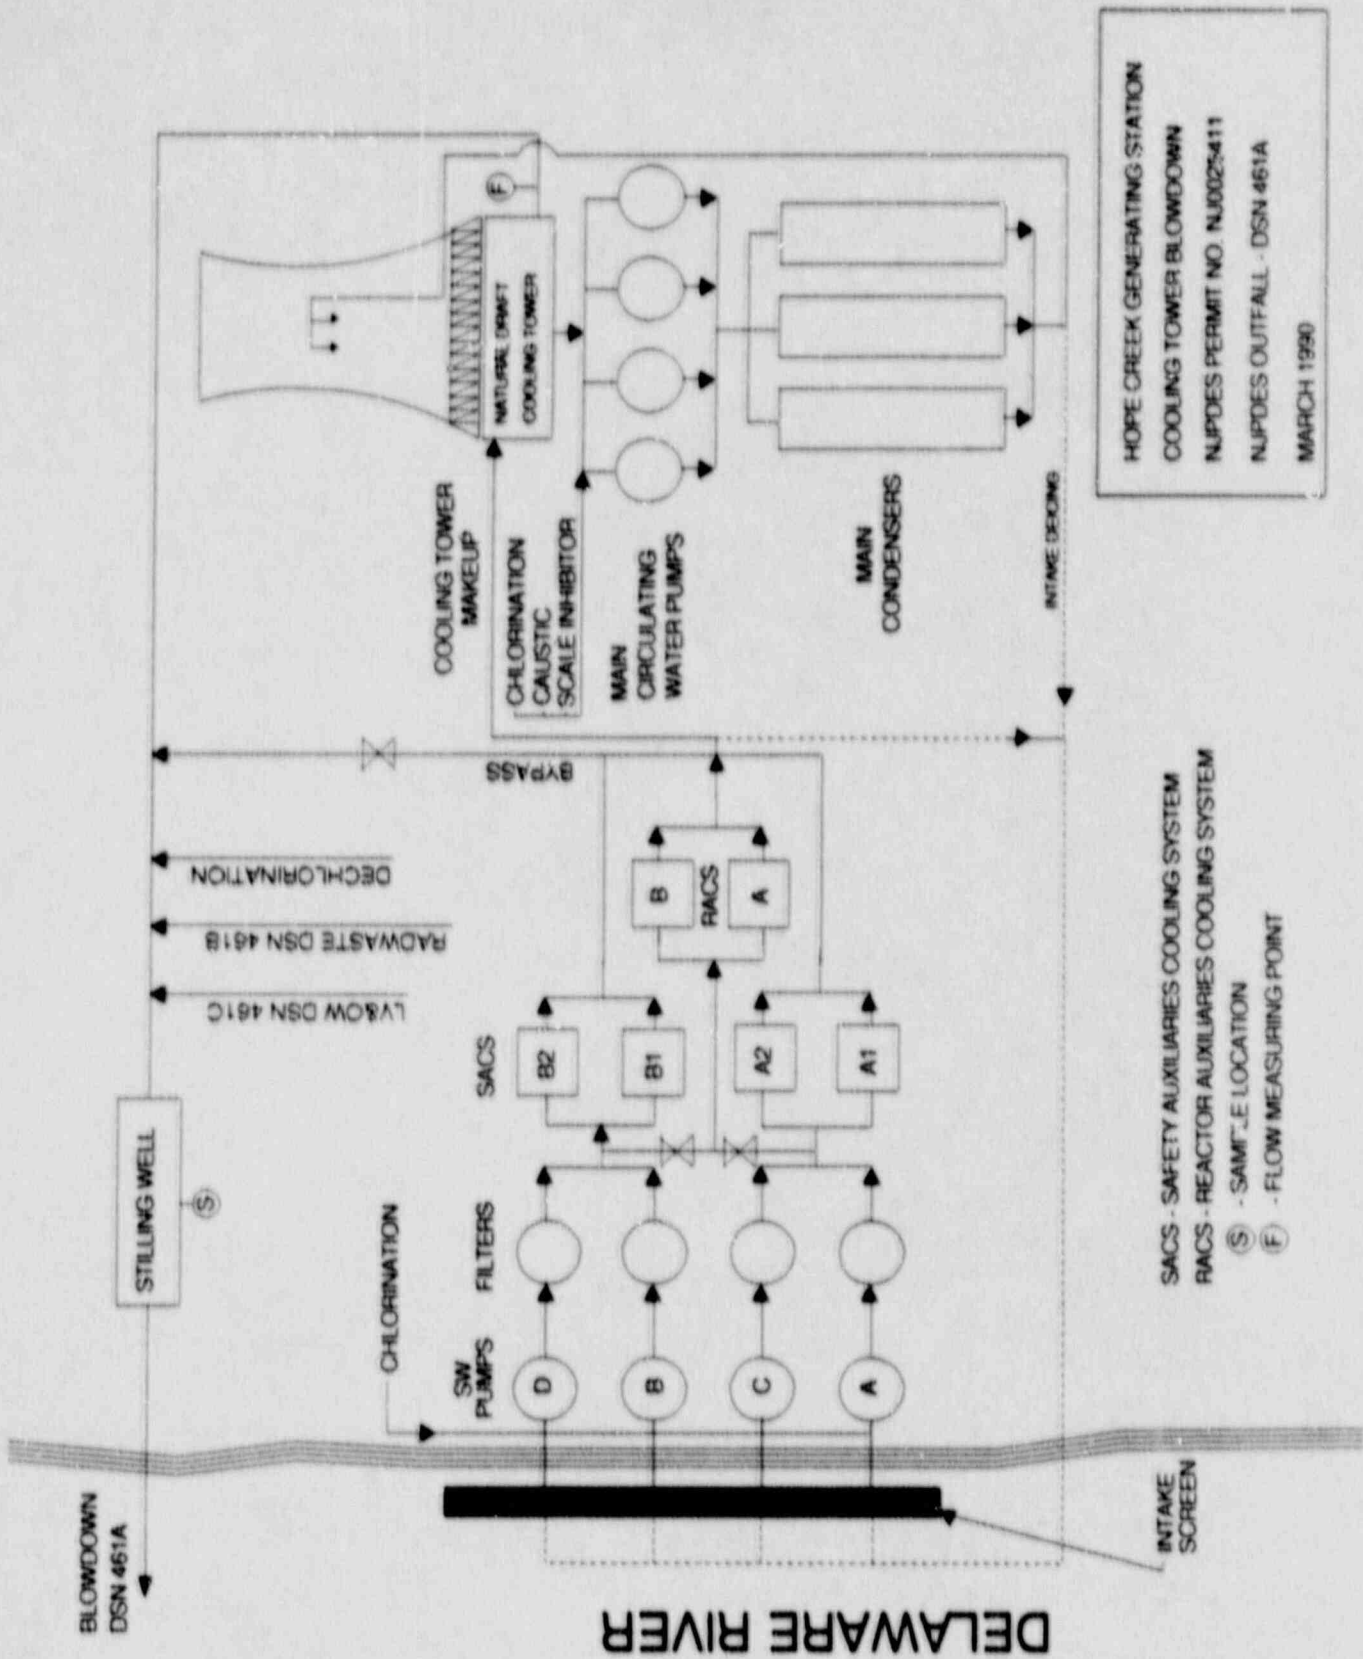 BLOWDOWN
DSN 461A
STILLING WELL
S
LV&OW DSN 461C
RADWASTE DSN 461B
DECHLORINATION
BYPASS
F
NATURAL DRAFT
COOLING TOWER
COOLING TOWER
MAKEUP
CHLORINATION
CAUSTIC
SCALE INHIBITOR
MAIN
CIRCULATING
WATER PUMPS
MAIN
CONDENSERS
INTAKE DEICING
CHLORINATION
SW
PUMPS
FILTERS
SACS
D
B
C
A
B2
B1
A2
A1
B
RACS
A
INTAKE
SCREEN
DELAWARE RIVER
SACS - SAFETY AUXILIARIES COOLING SYSTEM
RACS - REACTOR AUXILIARIES COOLING SYSTEM
S - SAMPLE LOCATION
F - FLOW MEASURING POINT
HOPE CREEK GENERATING STATION
COOLING TOWER BLOWDOWN
NJPDES PERMIT NO. NJ0025411
NJPDES OUTFALL - DSN 461A
MARCH 1990